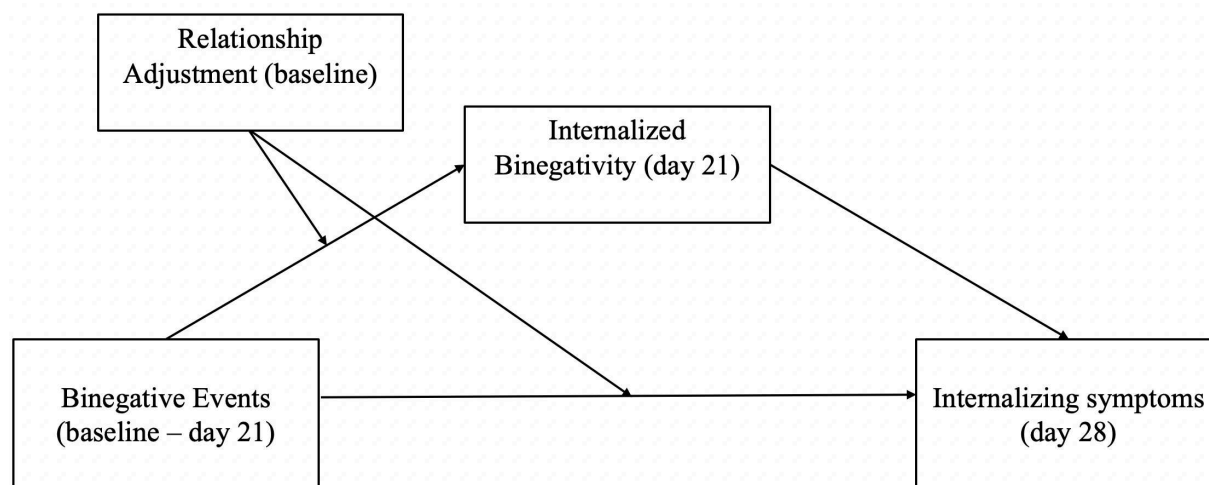 Relationship
Adjustment (baseline)
Internalized
Binegativity (day 21)
Binegative Events
(baseline – day 21)
Internalizing symptoms
(day 28)